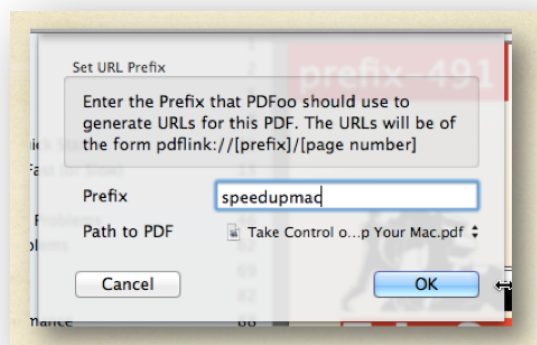 prefix-491
Set URL Prefix
Enter the Prefix that PDFoo should use to
generate URLs for this PDF. The URLs will be of
the form pdflink://[prefix]/[page number]
Prefix
speedupmac
Path to PDF
Take Control o...p Your Mac.pdf
Cancel
OK
mance 88